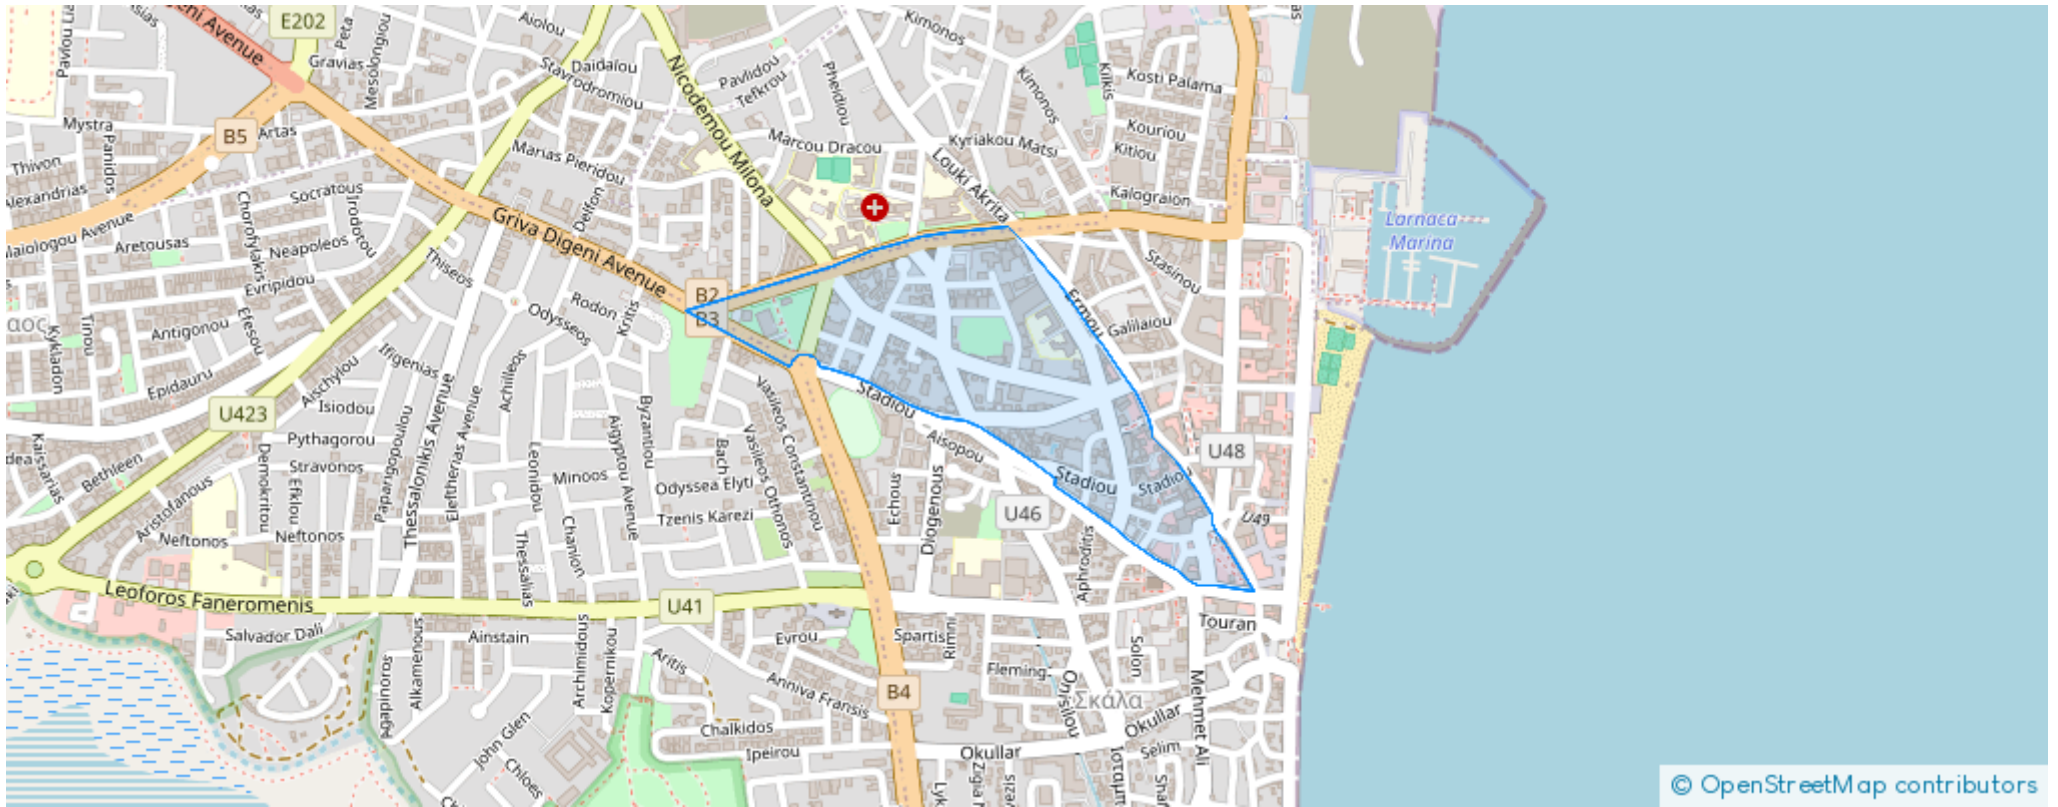 E202
Aiolou
Kimonos
Peta
Gravias
Mesolongiou
Daidalou
Stavrodromiou
Nicodemou Milona
Pavlidou
Tefkrou
Pheidiou
Kimonos
Kilkis
Kosti Palama
Kouriou
Kitiou
Kalograion
B5
Mystra
Artas
Panidos
Thivon
Alexandrias
Socratous
Irodotou
Marias Pieridou
Delfon
Marcou Dracou
Kyriakou Matsi
Louki Akrita
Griva Digeni Avenue
Larnaca
Marina
Aretousas
Chorofylakis
Neapoleos
Evripidou
Thiseos
Odysseos
Rodon
Kritis
B2
B3
Stasinou
Ermou
Galilaiou
Kykladon
Tinou
Antigonou
Efesou
Epidaurou
Ifigenias
Aischylou
Isiodou
U423
Pythagorou
Stravonos
Thessalonikis Avenue
Eleftherias Avenue
Achilleos
Leonidou
Minoos
Aigyptou Avenue
Byzantiou
Bach
Vasileos Constantinou
Vasileos Othonos
Odyssea Elyti
Tzenis Karezi
Stadiou
Aisopou
Stadiou
U48
U46
U49
Echous
Diogenous
Aphroditis
Kaissarias
Bethleen
Aristofanous
Demokritou
Efkliou
Papanigopoulou
Neftonos
Neftonos
Thessalias
Chanion
Leoforos Faneromenis
U41
Salvador Dali
Ainstain
Agapinoros
Alkamenous
Archimidous
Kopernikou
Evrou
Aritis
Anniva Fransis
Spartis
Rimni
Fleming
Solon
Touran
Onisilou
Σκάλα
Mehmet Ali
B4
Okullar
Okullar
Selim
John Glen
Chloes
Chalkidos
Ipeirou
© OpenStreetMap contributors